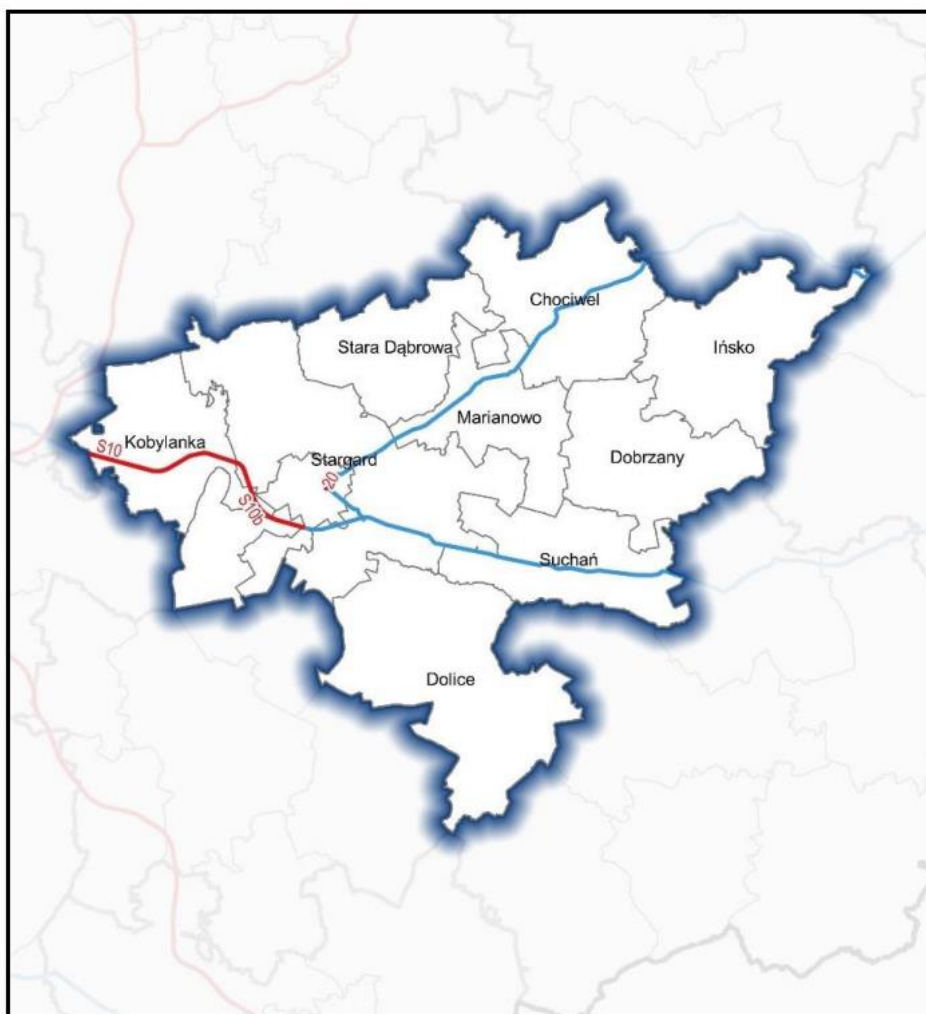 Chociwel
Stara Dąbrowa
Ińsko
Marianowo
Kobylanka
S10
Stargard
Dobrzany
20
S10b
Suchań
Dolice